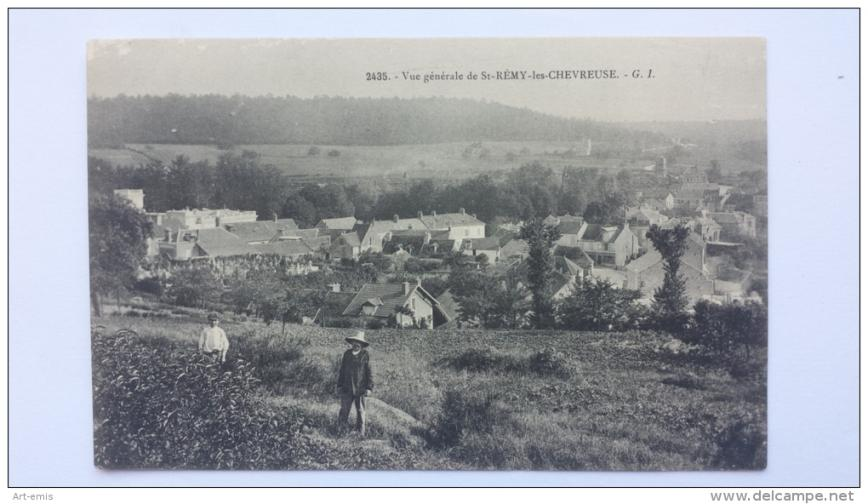 2435. - Vue générale de St-RÉMY-les-CHEVREUSE. - G. I.
Art-emis
www.delcampe.net